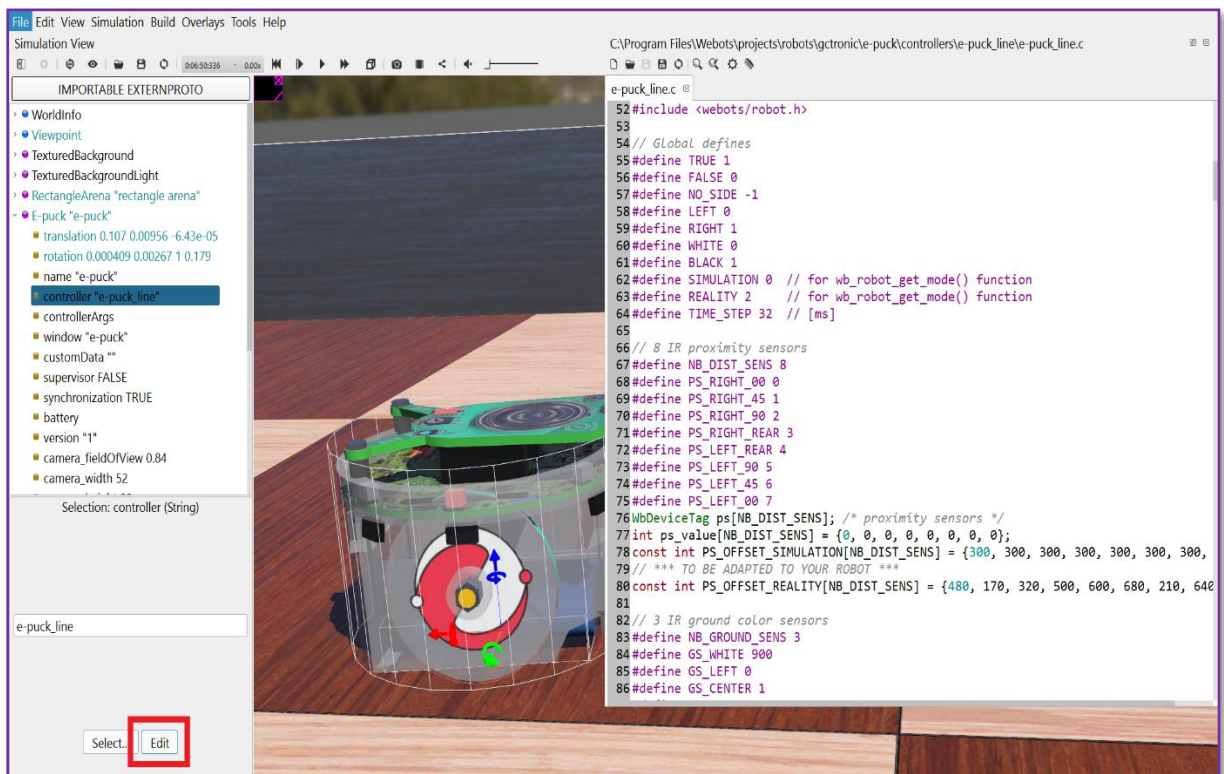 File Edit View Simulation Build Overlays Tools Help
Simulation View
0:06:50:336 - 0.00x
IMPORTABLE EXTERNPROTO
WorldInfo
Viewpoint
TexturedBackground
TexturedBackgroundLight
RectangleArena "rectangle arena"
E-puck "e-puck"
translation 0.107 0.00956 -6.43e-05
rotation 0.000409 0.00267 1 0.179
name "e-puck"
controller "e-puck_line"
controllerArgs
window "e-puck"
customData ""
supervisor FALSE
synchronization TRUE
battery
version "1"
camera_fieldOfView 0.84
camera_width 52
Selection: controller (String)
e-puck_line
Select...
Edit
C:\Program Files\Webots\projects\robots\gctronic\e-puck\controllers\e-puck_line\e-puck_line.c
e-puck_line.c
52 #include <webots/robot.h>
53
54 // Global defines
55 #define TRUE 1
56 #define FALSE 0
57 #define NO_SIDE -1
58 #define LEFT 0
59 #define RIGHT 1
60 #define WHITE 0
61 #define BLACK 1
62 #define SIMULATION 0 // for wb_robot_get_mode() function
63 #define REALITY 2 // for wb_robot_get_mode() function
64 #define TIME_STEP 32 // [ms]
65
66 // 8 IR proximity sensors
67 #define NB_DIST_SENS 8
68 #define PS_RIGHT_00 0
69 #define PS_RIGHT_45 1
70 #define PS_RIGHT_90 2
71 #define PS_RIGHT_REAR 3
72 #define PS_LEFT_REAR 4
73 #define PS_LEFT_90 5
74 #define PS_LEFT_45 6
75 #define PS_LEFT_00 7
76 WbDeviceTag ps[NB_DIST_SENS]; /* proximity sensors */
77 int ps_value[NB_DIST_SENS] = {0, 0, 0, 0, 0, 0, 0, 0};
78 const int PS_OFFSET_SIMULATION[NB_DIST_SENS] = {300, 300, 300, 300, 300, 300, 300,
79 // *** TO BE ADAPTED TO YOUR ROBOT ***
80 const int PS_OFFSET_REALITY[NB_DIST_SENS] = {480, 170, 320, 500, 600, 680, 210, 640
81
82 // 3 IR ground color sensors
83 #define NB_GROUND_SENS 3
84 #define GS_WHITE 900
85 #define GS_LEFT 0
86 #define GS_CENTER 1